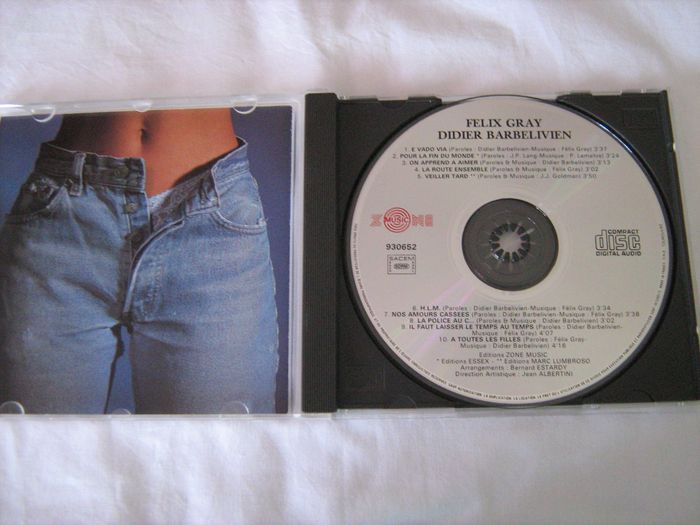 FELIX GRAY
DIDIER BARBELIVIEN
1. E VADO VIA (Paroles : Didier Barbelivien-Musique : Félix Gray) 3'37
2. POUR LA FIN DU MONDE * (Paroles : J.P. Lang-Musique : P. Lemaitre) 3'24
3. ON APPREND A AIMER (Paroles & Musique : Didier Barbelivien) 3'13
4. LA ROUTE ENSEMBLE (Paroles & Musique : Félix Gray) 3'02
5. VEILLER TARD ** (Paroles & Musique : J.J. Goldman) 3'50
ZONE
MUSIC
930652
SACEM
COMPACT
disc
DIGITAL AUDIO
6. H.L.M. (Paroles : Didier Barbelivien-Musique : Félix Gray) 3'34
7. NOS AMOURS CASSEES (Paroles : Didier Barbelivien-Musique : Félix Gray) 3'38
8. LA POLICE AU C... (Paroles & Musique : Didier Barbelivien) 3'02
9. IL FAUT LAISSER LE TEMPS AU TEMPS (Paroles : Didier Barbelivien-
Musique : Félix Gray) 4'07
10. A TOUTES LES FILLES (Paroles : Félix Gray-
Musique : Didier Barbelivien) 4'16
Editions ZONE MUSIC
* Editions ESSEX - ** Editions MARC LUMBROSO
Arrangements : Bernard ESTARDY
Direction Artistique : Jean ALBERTINI